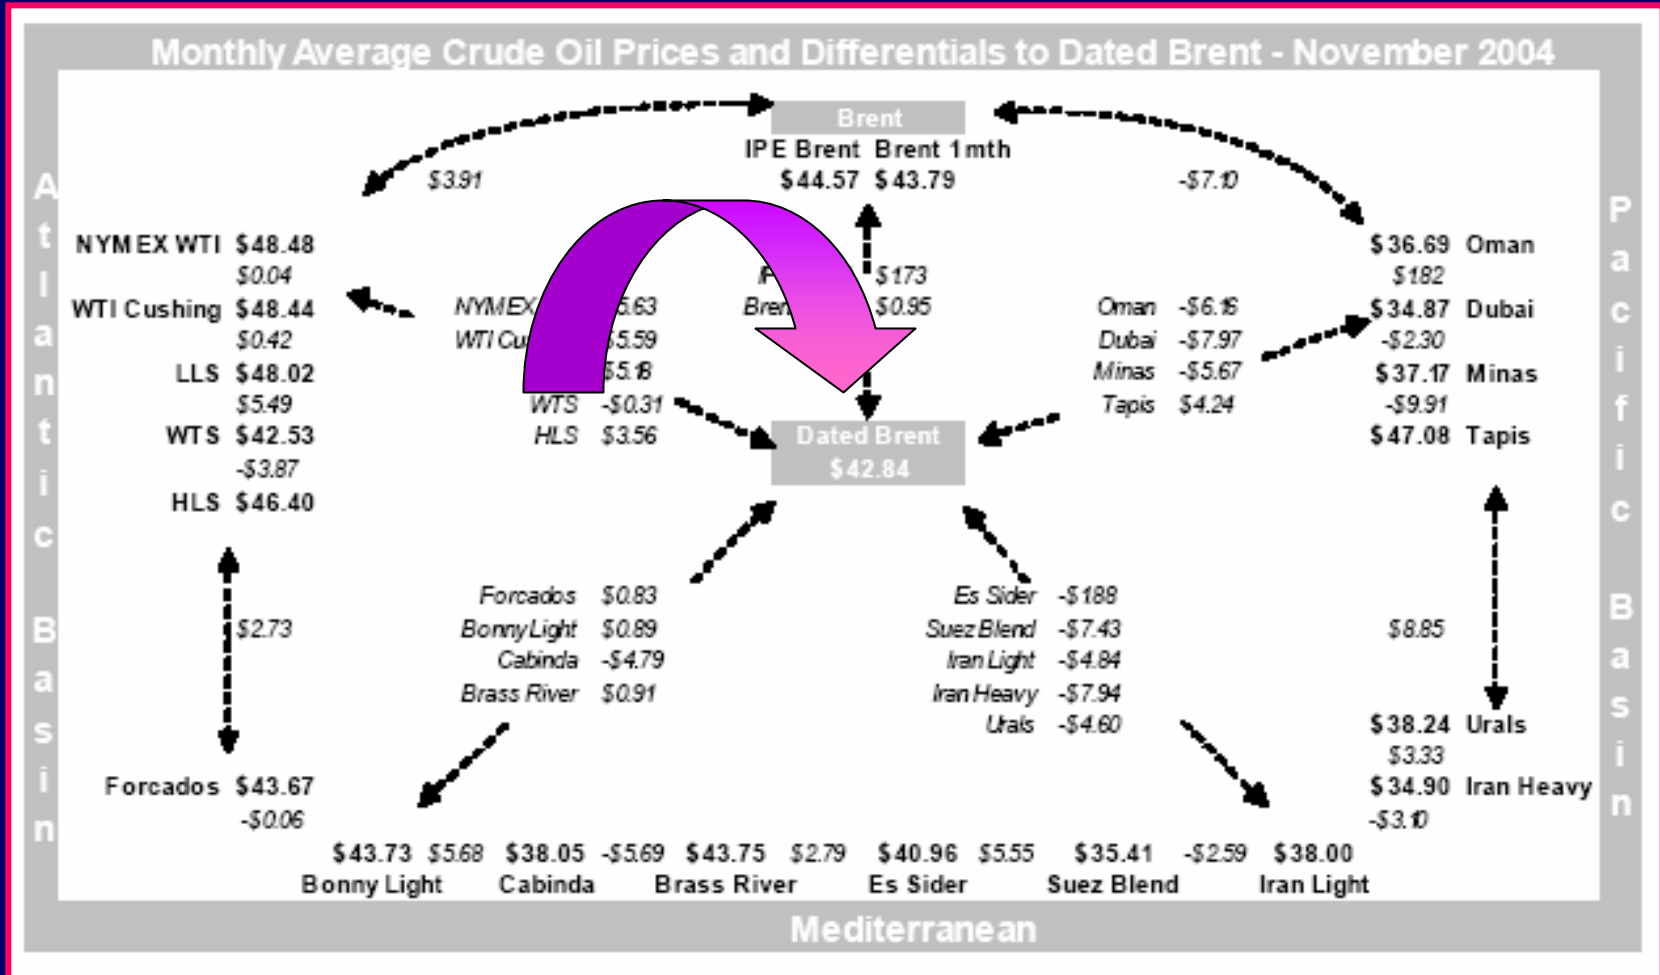 Monthly Average Crude Oil Prices and Differentials to Dated Brent - November 2004
Atlantic Basin
Pacific Basin
Brent
IPE Brent Brent 1mth
$3.91 $44.57 $43.79 -$7.10
NYMEX WTI $48.48 $36.69 Oman
$0.04 $1.73 $1.82
WTI Cushing $48.44 NYMEX 5.63 $0.95 Oman -$6.16 $34.87 Dubai
$0.42 WTI $5.59 Dubai -$7.97 -$2.30
LLS $48.02 $5.18 Minas -$5.67 $37.17 Minas
$5.49 WTS -$0.31 Tapis $4.24 -$9.91
WTS $42.53 HLS $3.56 Dated Brent $47.08 Tapis
-$3.87 $42.84
HLS $46.40
Forcados $0.83 Es Sider -$1.88
$2.73 Bonny Light $0.89 Suez Blend -$7.43 $8.85
Cabinda -$4.79 Iran Light -$4.84
Brass River $0.91 Iran Heavy -$7.94
Urals -$4.60 $38.24 Urals
$3.33
Forcados $43.67 $34.90 Iran Heavy
-$0.06 -$3.10
$43.73 $5.68 $38.05 -$5.69 $43.75 $2.79 $40.96 $5.55 $35.41 -$2.59 $38.00
Bonny Light Cabinda Brass River Es Sider Suez Blend Iran Light
Mediterranean